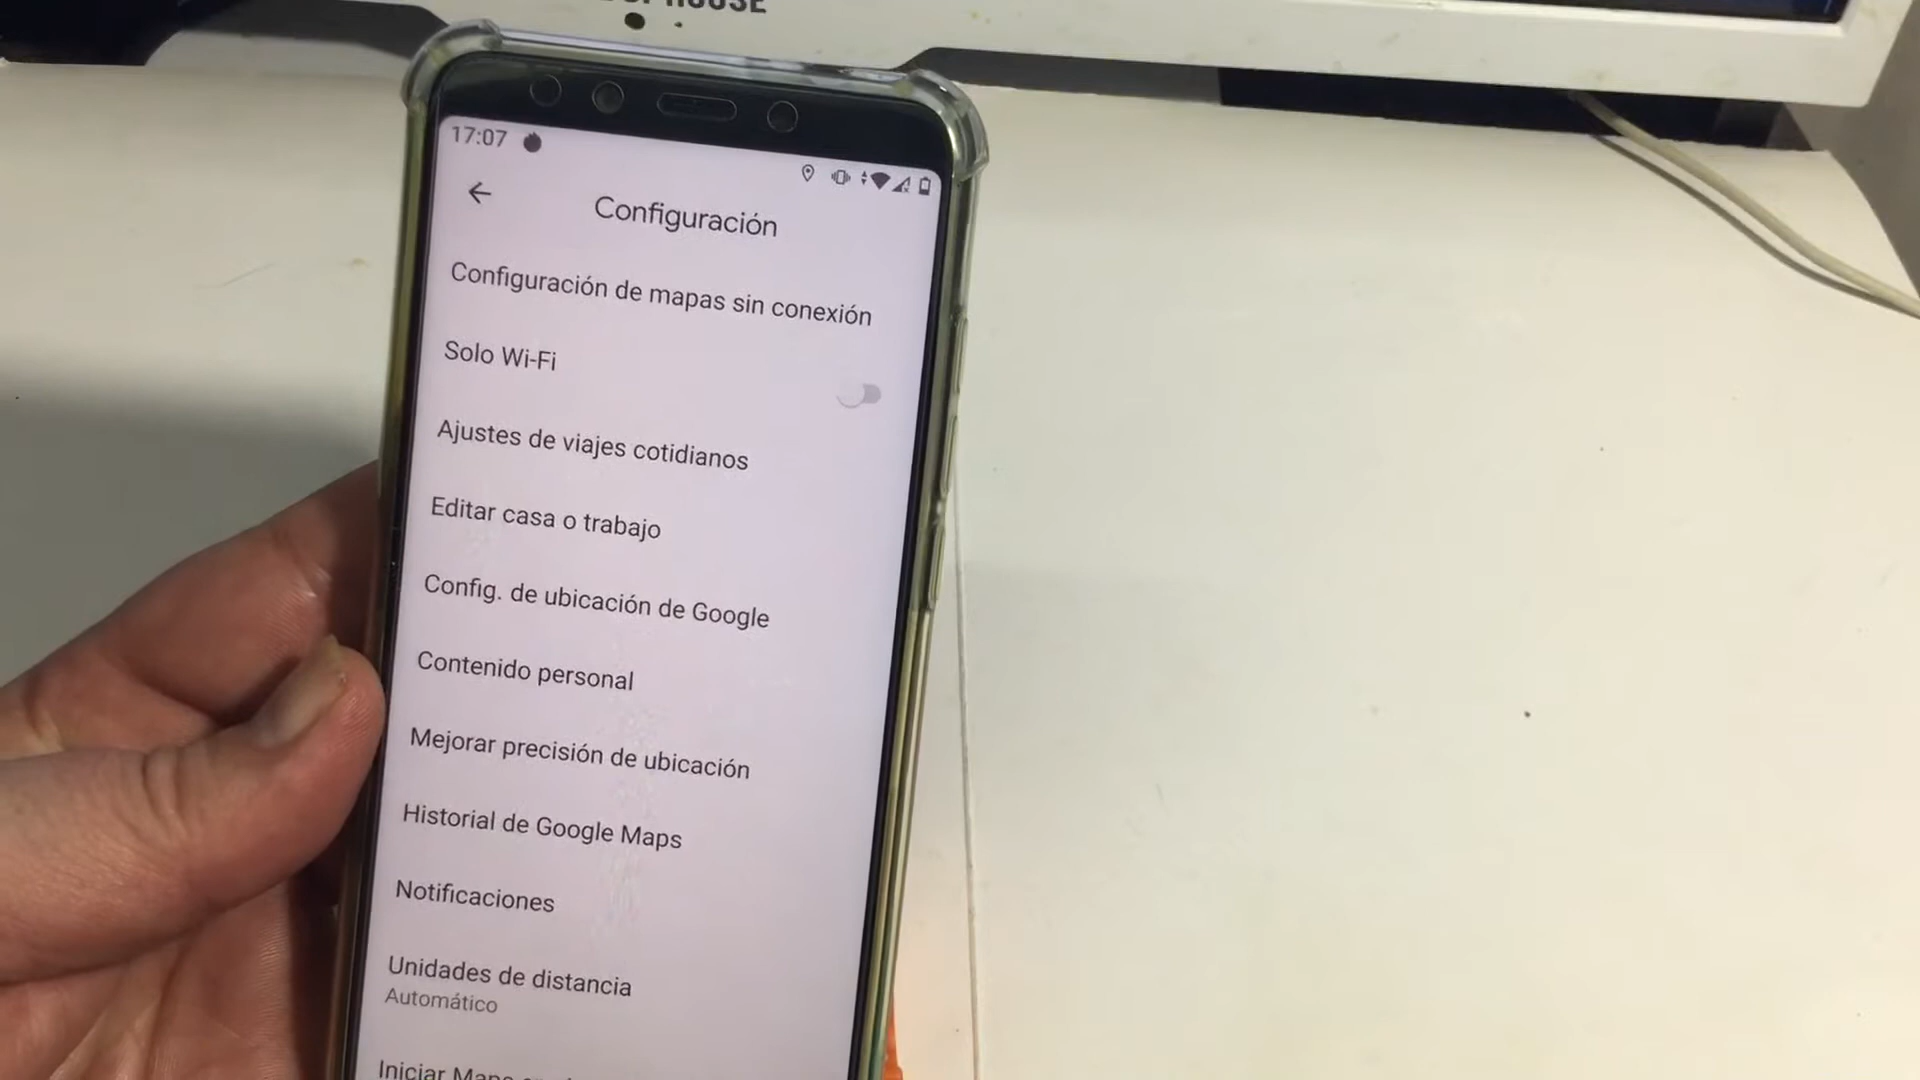 HOUSE
17:07
Configuración
Configuración de mapas sin conexión
Solo Wi-Fi
Ajustes de viajes cotidianos
Editar casa o trabajo
Config. de ubicación de Google
Contenido personal
Mejorar precisión de ubicación
Historial de Google Maps
Notificaciones
Unidades de distancia
Automático
Iniciar Maps